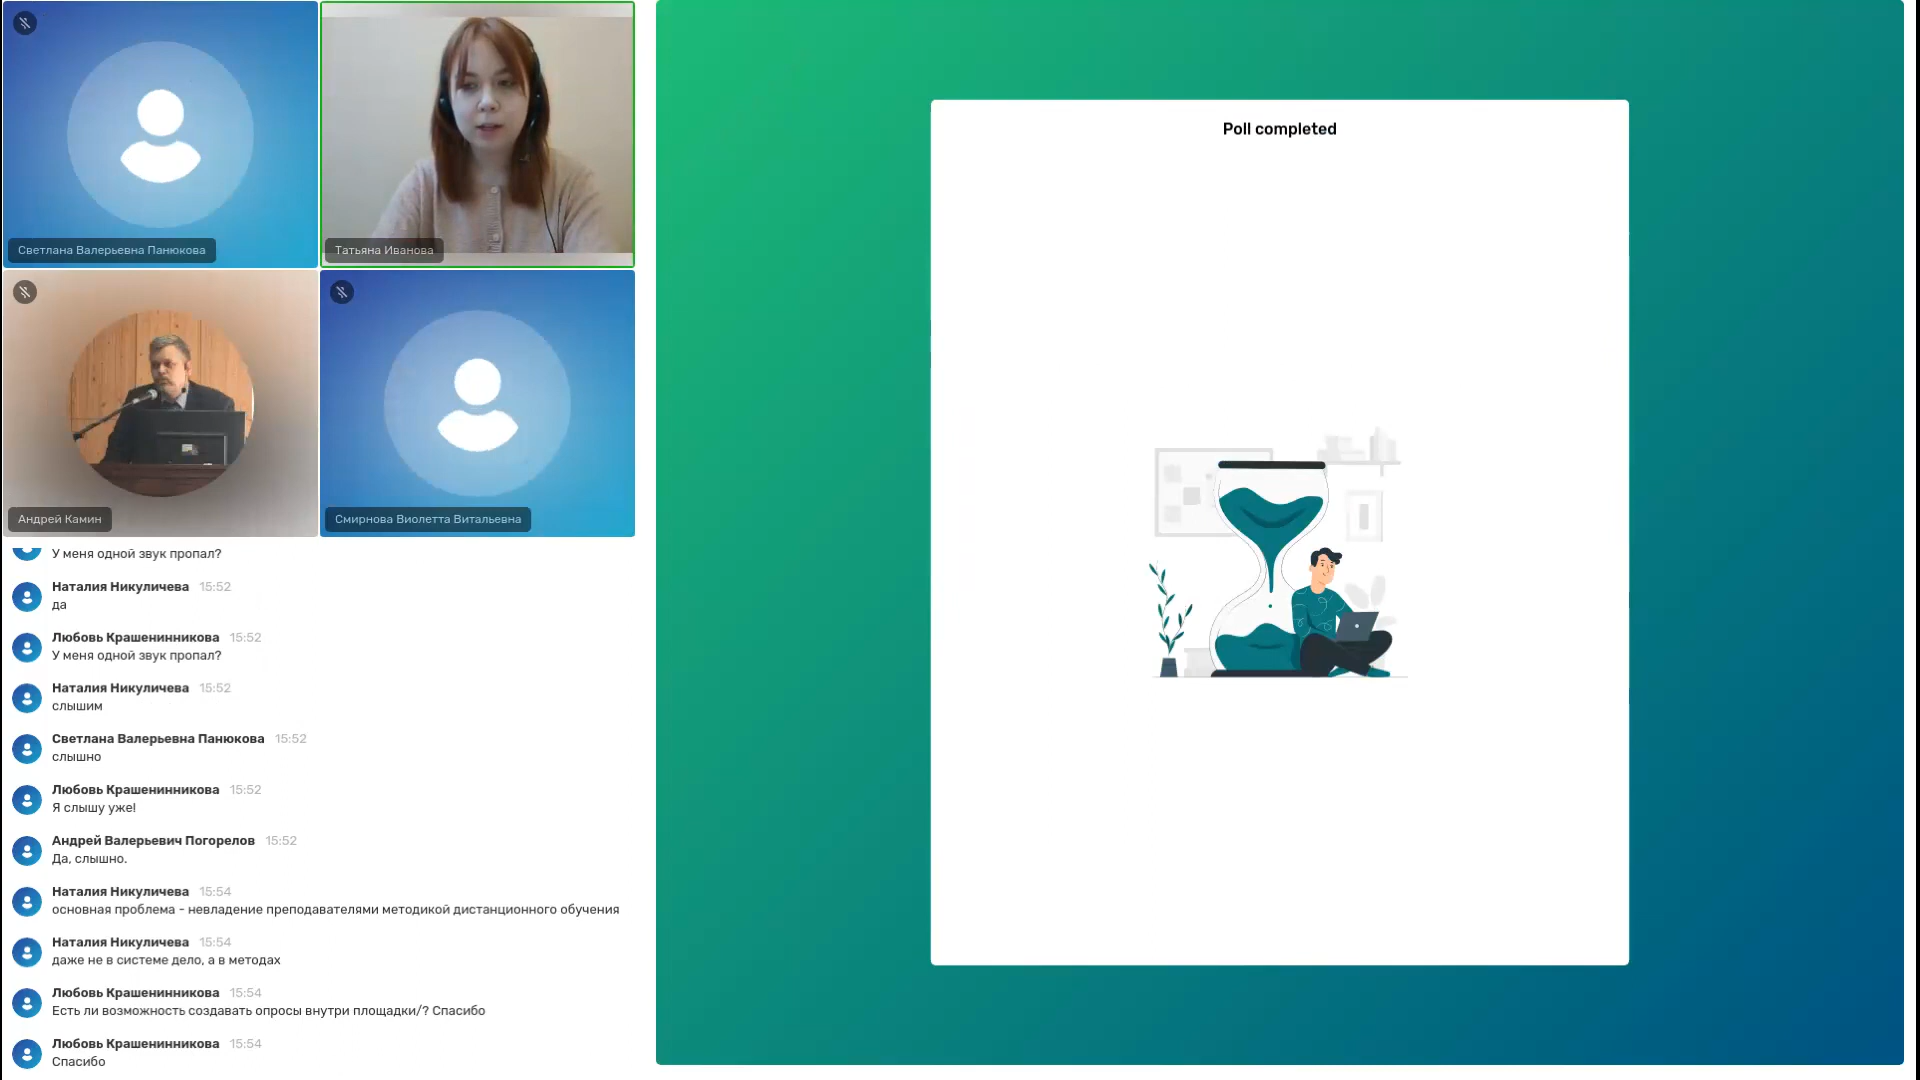 Светлана Валерьевна Панюкова
Татьяна Иванова
Андрей Камин
Смирнова Виолетта Витальевна
У меня одной звук пропал?
Наталия Никуличева 15:52
да
Любовь Крашенинникова 15:52
У меня одной звук пропал?
Наталия Никуличева 15:52
слышим
Светлана Валерьевна Панюкова 15:52
слышно
Любовь Крашенинникова 15:52
Я слышу уже!
Андрей Валерьевич Погорелов 15:52
Да, слышно.
Наталия Никуличева 15:54
основная проблема - невладение преподавателями методикой дистанционного обучения
Наталия Никуличева 15:54
даже не в системе дело, а в методах
Любовь Крашенинникова 15:54
Есть ли возможность создавать опросы внутри площадки/? Спасибо
Любовь Крашенинникова 15:54
Спасибо
Poll completed